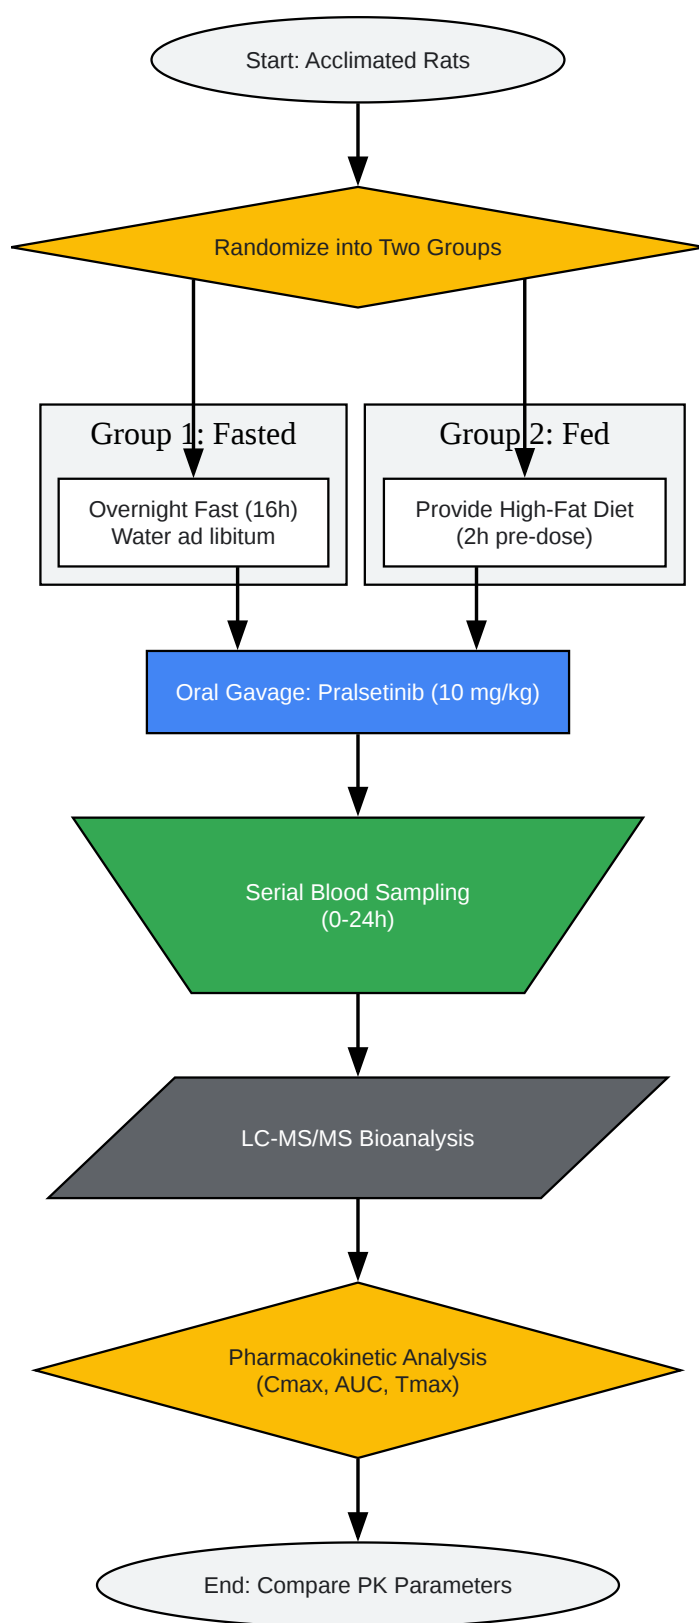 Start: Acclimated Rats
Randomize into Two Groups
Group 1: Fasted
Overnight Fast (16h)
Water ad libitum
Group 2: Fed
Provide High-Fat Diet
(2h pre-dose)
Oral Gavage: Pralsetinib (10 mg/kg)
Serial Blood Sampling
(0-24h)
LC-MS/MS Bioanalysis
Pharmacokinetic Analysis
(Cmax, AUC, Tmax)
End: Compare PK Parameters